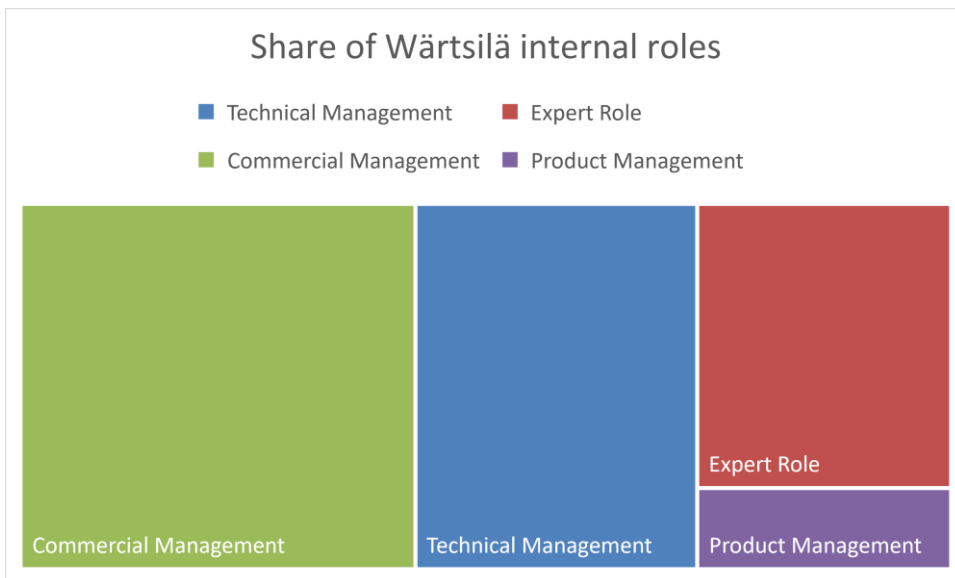 Share of Wärtsilä internal roles
Technical Management
Expert Role
Commercial Management
Product Management
Commercial Management
Technical Management
Expert Role
Product Management